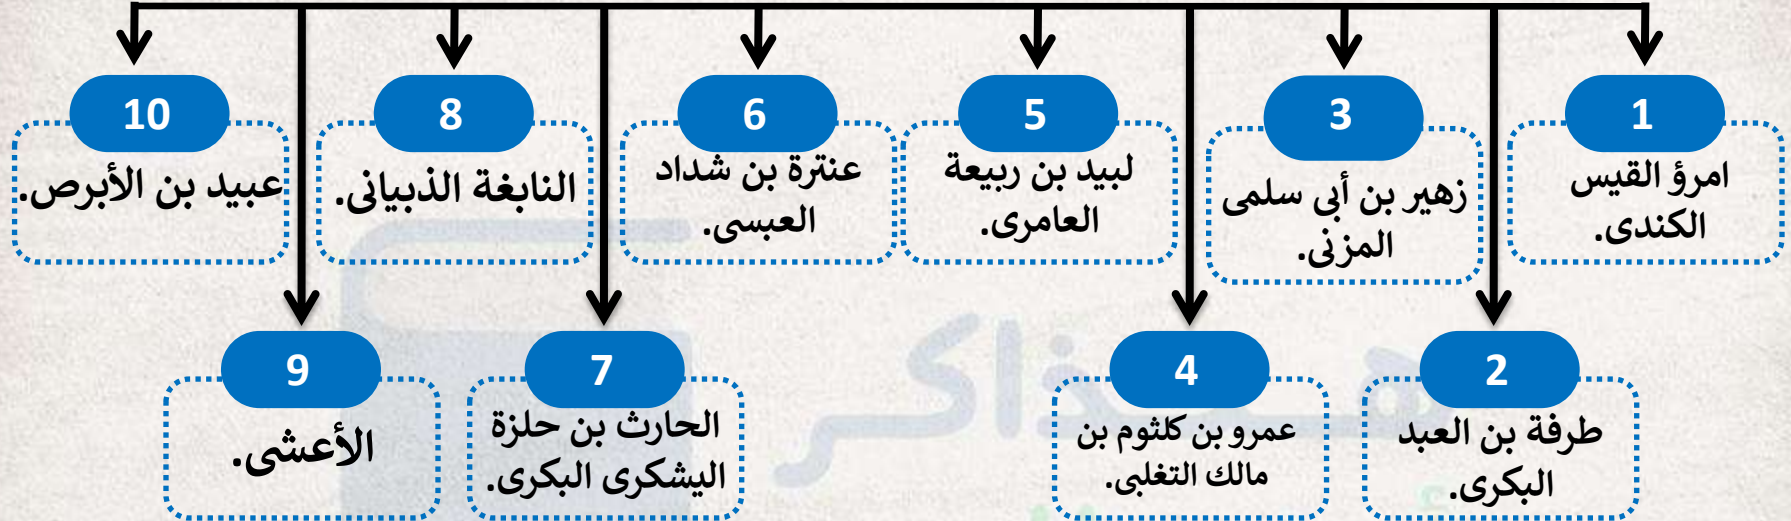 1
امرؤ القيس
الكندى.
2
طرفة بن العبد
البكرى.
3
زهير بن أبى سلمى
المزنى.
4
عمرو بن كلثوم بن
مالك التغلبى.
5
لبيد بن ربيعة
العامرى.
6
عنترة بن شداد
العبسى.
7
الحارث بن حلزة
اليشكرى البكرى.
8
النابغة الذبيانى.
9
الأعشى.
10
عبيد بن الأبرص.
هـــذاكــر